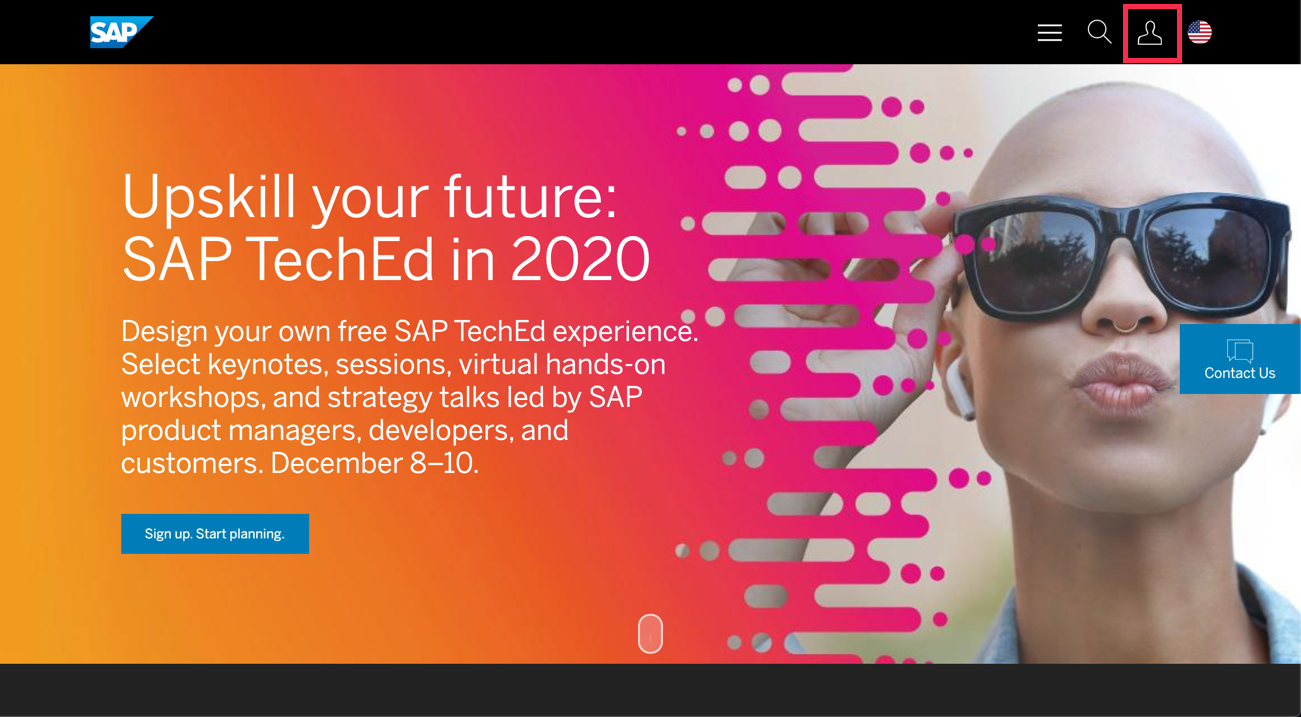 SAP
Upskill your future:
SAP TechEd in 2020
Design your own free SAP TechEd experience.
Select keynotes, sessions, virtual hands-on
workshops, and strategy talks led by SAP
product managers, developers, and
customers. December 8–10.
Sign up. Start planning.
Contact Us